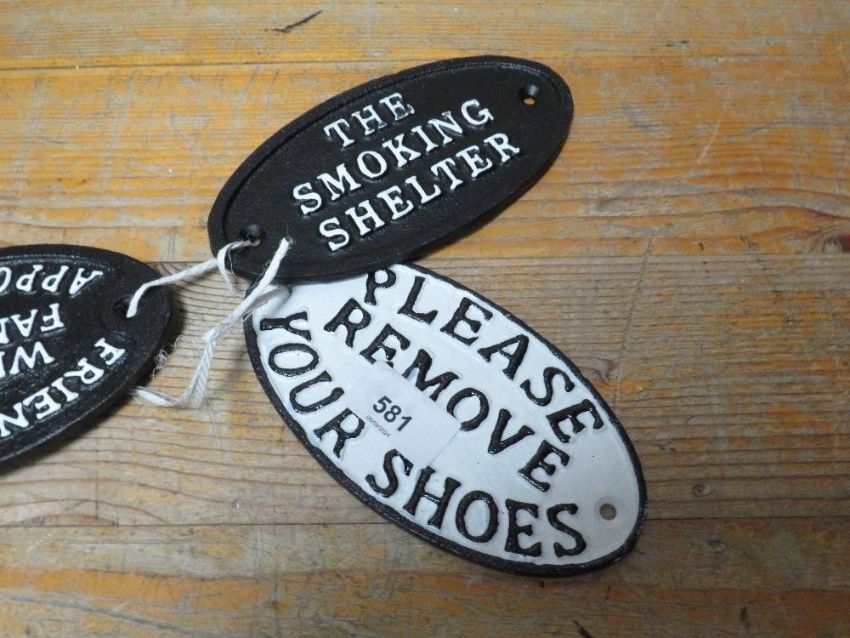 THE
SMOKING
SHELTER
PLEASE
REMOVE
YOUR SHOES
581